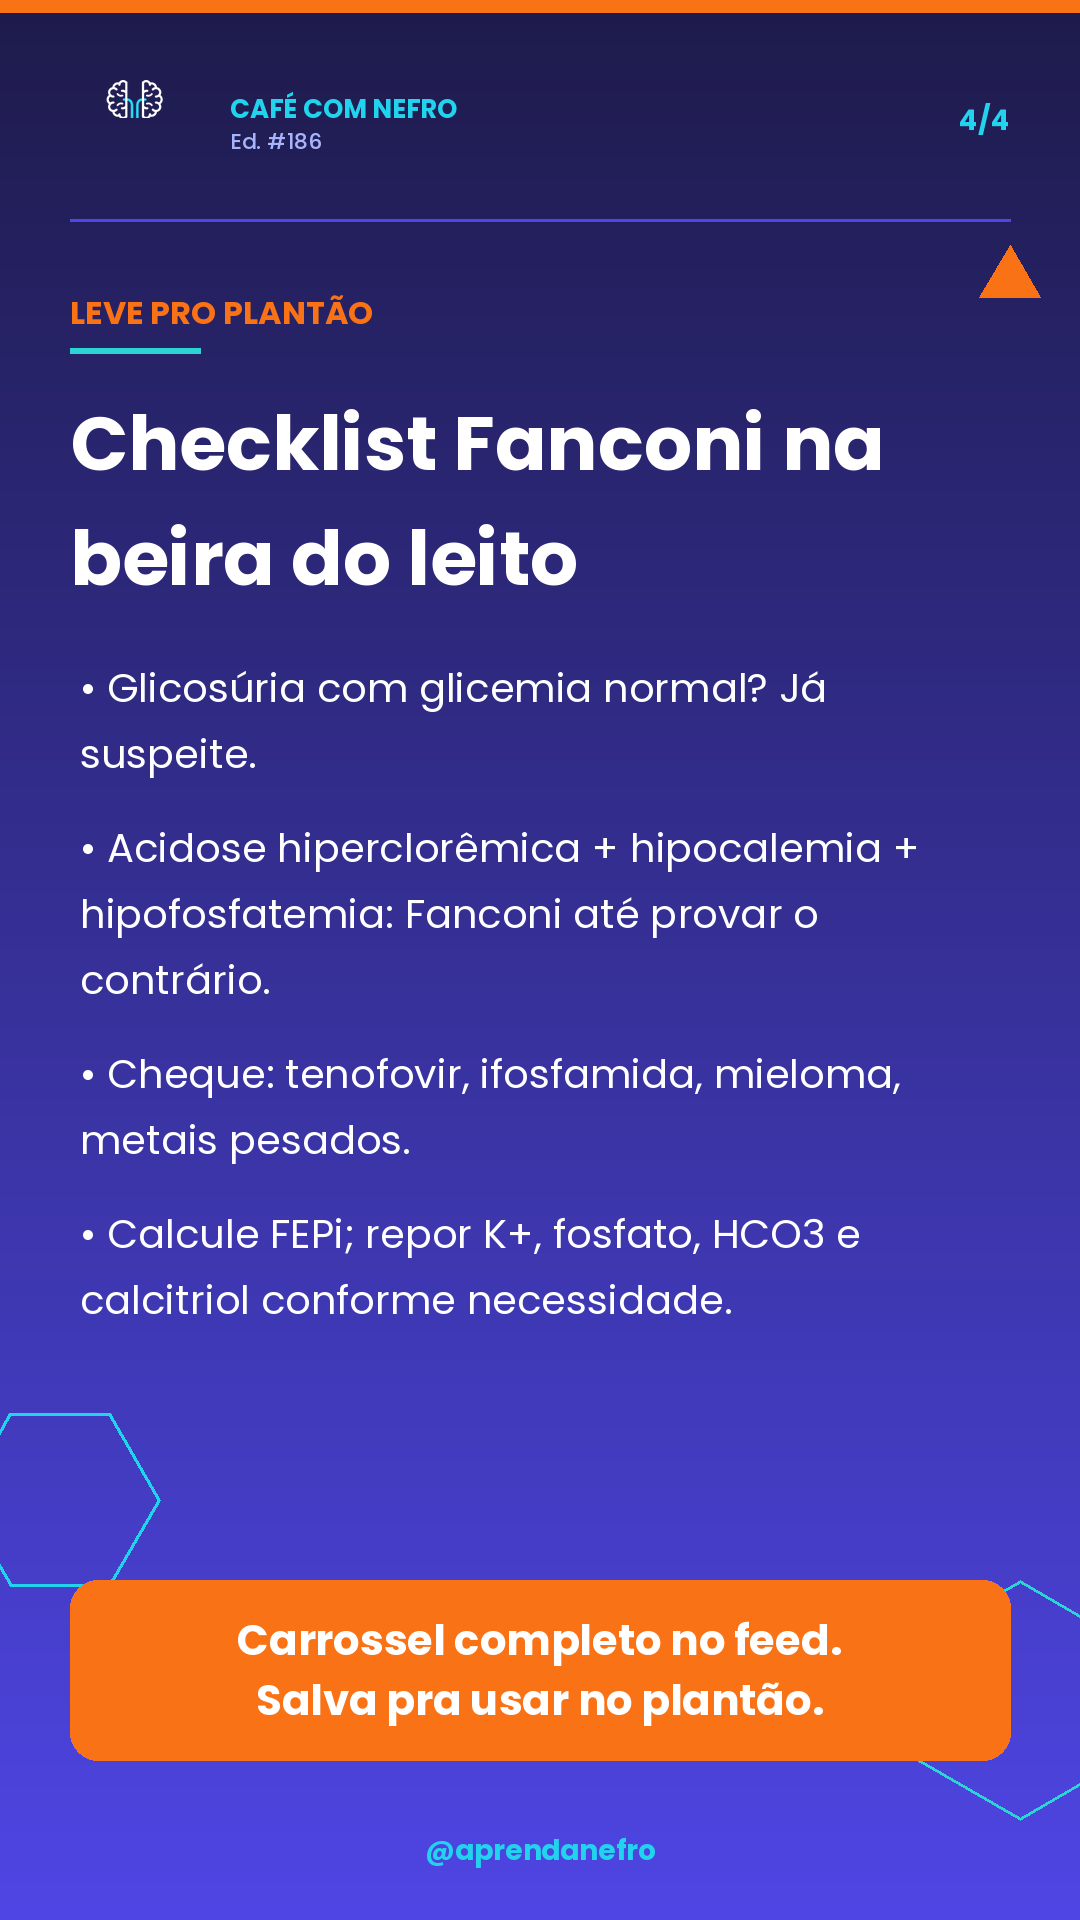 CAFÉ COM NEFRO
Ed. #186
4/4
LEVE PRO PLANTÃO
Checklist Fanconi na
beira do leito
• Glicosúria com glicemia normal? Já
suspeite.
• Acidose hiperclorêmica + hipocalemia +
hipofosfatemia: Fanconi até provar o
contrário.
• Cheque: tenofovir, ifosfamida, mieloma,
metais pesados.
• Calcule FEPi; repor K+, fosfato, HCO3 e
calcitriol conforme necessidade.
Carrossel completo no feed.
Salva pra usar no plantão.
@aprendanefro